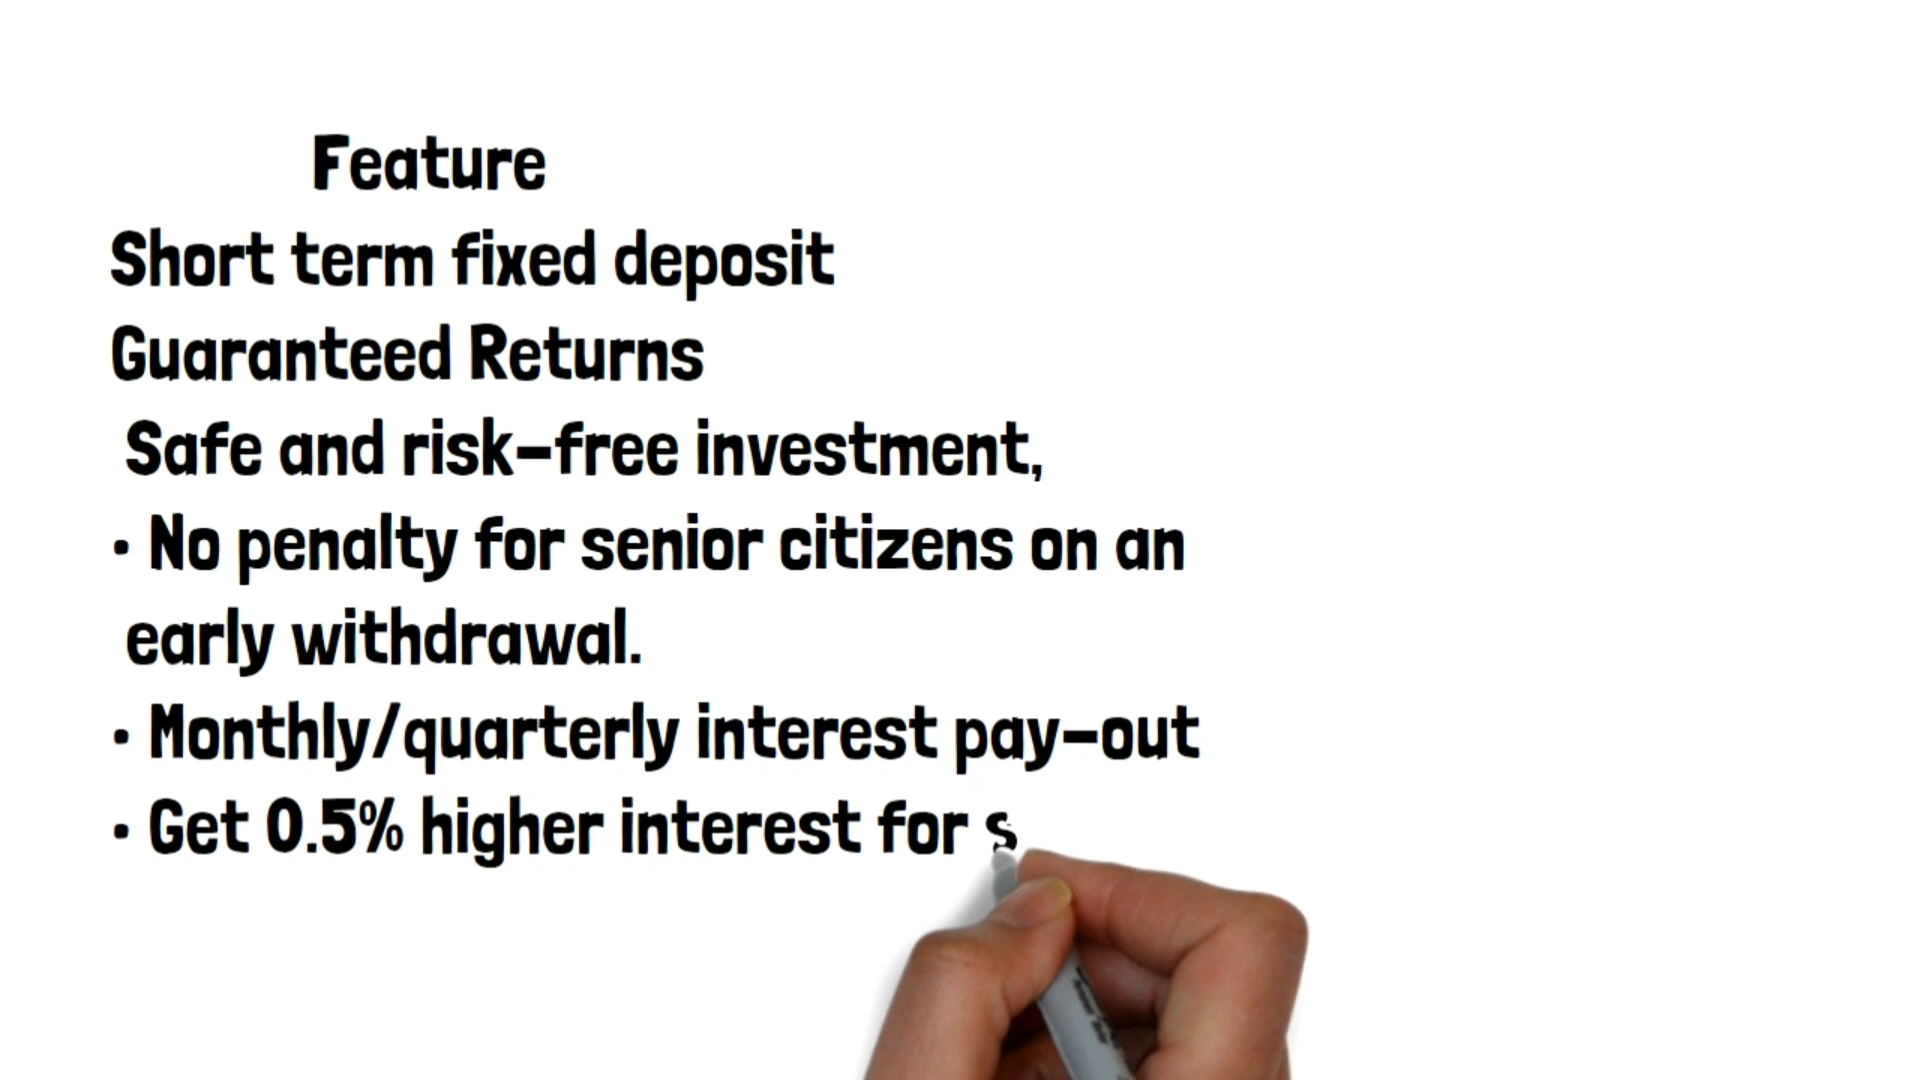 Feature
Short term fixed deposit
Guaranteed Returns
Safe and risk-free investment,
• No penalty for senior citizens on an
early withdrawal.
• Monthly/quarterly interest pay-out
• Get 0.5% higher interest for s